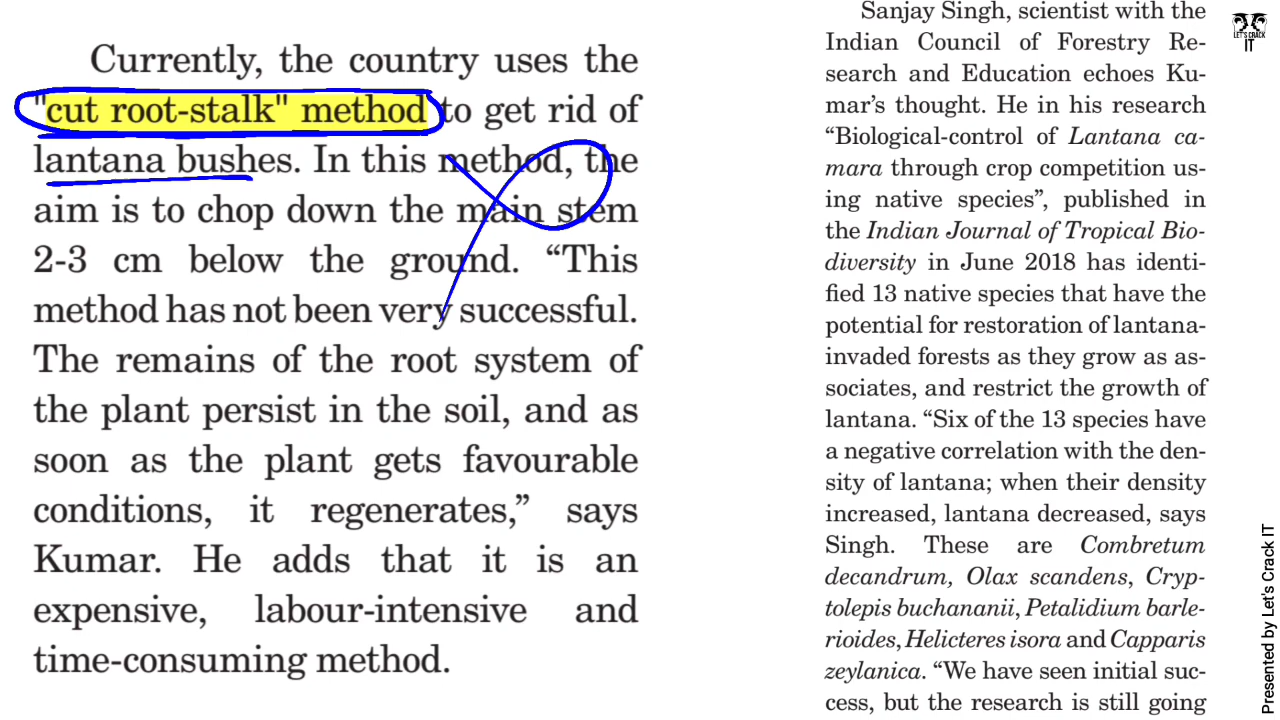 Currently, the country uses the
"cut root-stalk" method to get rid of
lantana bushes. In this method, the
aim is to chop down the main stem
2-3 cm below the ground. “This
method has not been very successful.
The remains of the root system of
the plant persist in the soil, and as
soon as the plant gets favourable
conditions, it regenerates,” says
Kumar. He adds that it is an
expensive, labour-intensive and
time-consuming method.
Sanjay Singh, scientist with the
Indian Council of Forestry Re-
search and Education echoes Ku-
mar’s thought. He in his research
“Biological-control of Lantana ca-
mara through crop competition us-
ing native species”, published in
the Indian Journal of Tropical Bio-
diversity in June 2018 has identi-
fied 13 native species that have the
potential for restoration of lantana-
invaded forests as they grow as as-
sociates, and restrict the growth of
lantana. “Six of the 13 species have
a negative correlation with the den-
sity of lantana; when their density
increased, lantana decreased, says
Singh. These are Combretum
decandrum, Olax scandens, Cryp-
tolepis buchananii, Petalidium barle-
rioides, Helicteres isora and Capparis
zeylanica. “We have seen initial suc-
cess, but the research is still going
LET'S CRACK
IT
Presented by Let's Crack IT